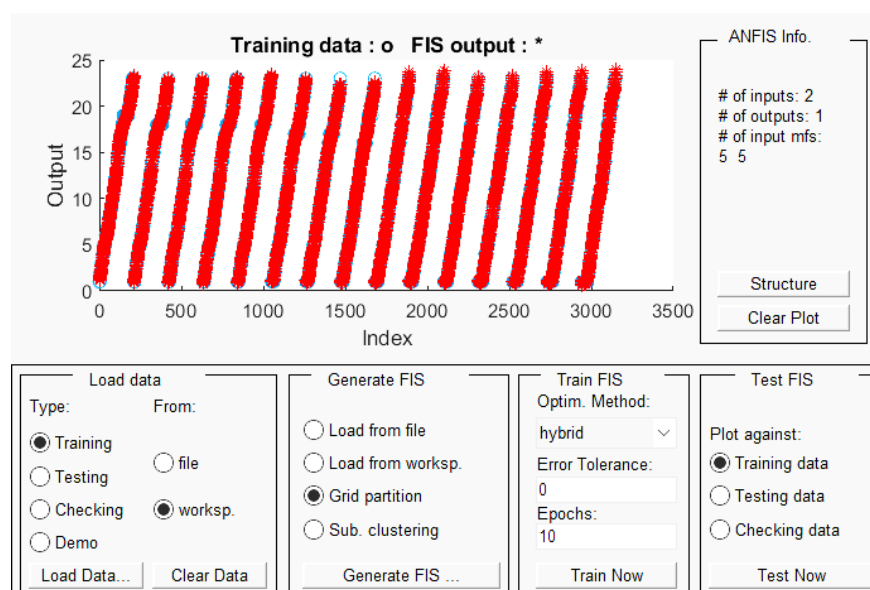 Training data : o   FIS output : *
25
20
15
10
5
0
Output
0 500 1000 1500 2000 2500 3000 3500
Index
ANFIS Info.
# of inputs: 2
# of outputs: 1
# of input mfs:
5 5
Structure
Clear Plot
Load data
Type: From:
Training
file
Testing
Checking
worksp.
Demo
Load Data... Clear Data
Generate FIS
Load from file
Load from worksp.
Grid partition
Sub. clustering
Generate FIS ...
Train FIS
Optim. Method:
hybrid
Error Tolerance:
0
Epochs:
10
Train Now
Test FIS
Plot against:
Training data
Testing data
Checking data
Test Now